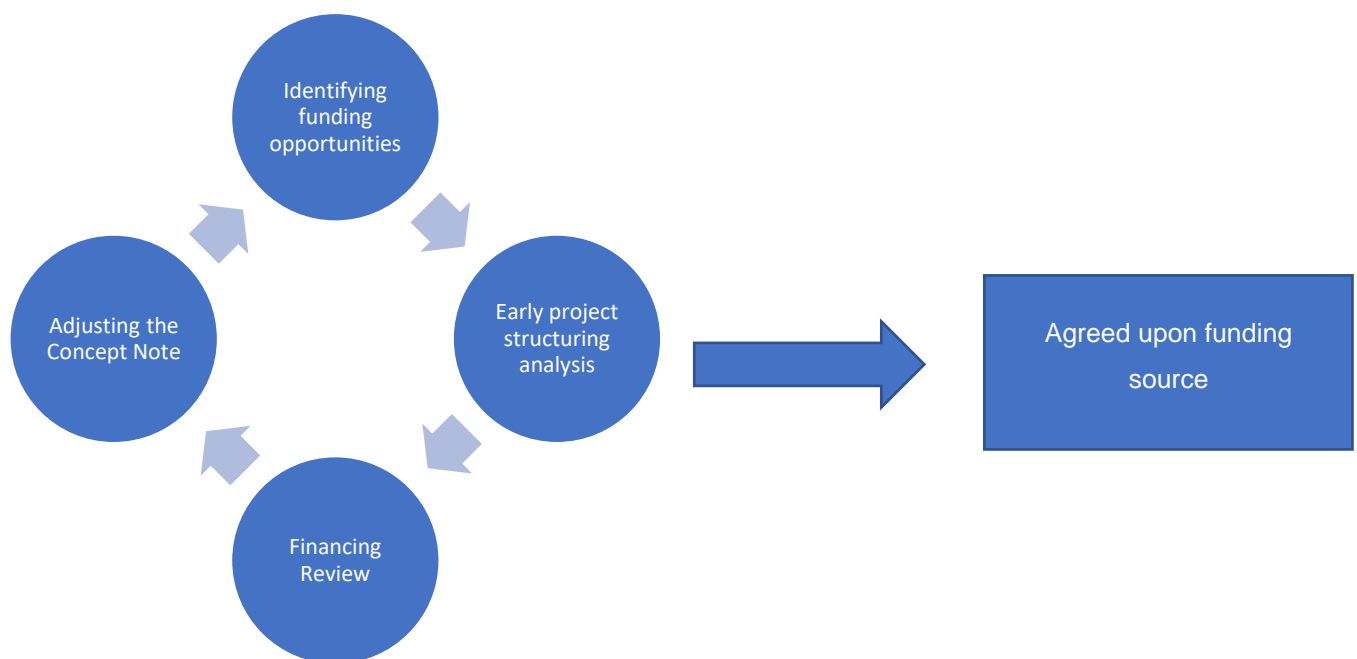 Identifying
funding
opportunities
Early project
structuring
analysis
Financing
Review
Adjusting the
Concept Note
Agreed upon funding
source